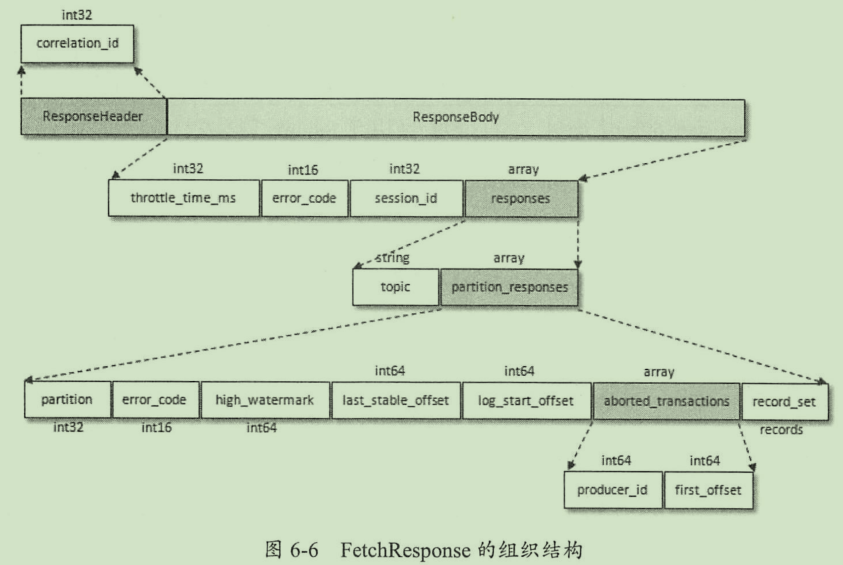 int32
correlation_id
ResponseHeader ResponseBody
int32 int16 int32 array
throttle_time_ms error_code session_id responses
string array
topic partition_responses
int64 int64 array
partition error_code high_watermark last_stable_offset log_start_offset aborted_transactions record_set
int32 int16 int64 records
int64 int64
producer_id first_offset
图 6-6 FetchResponse 的组织结构